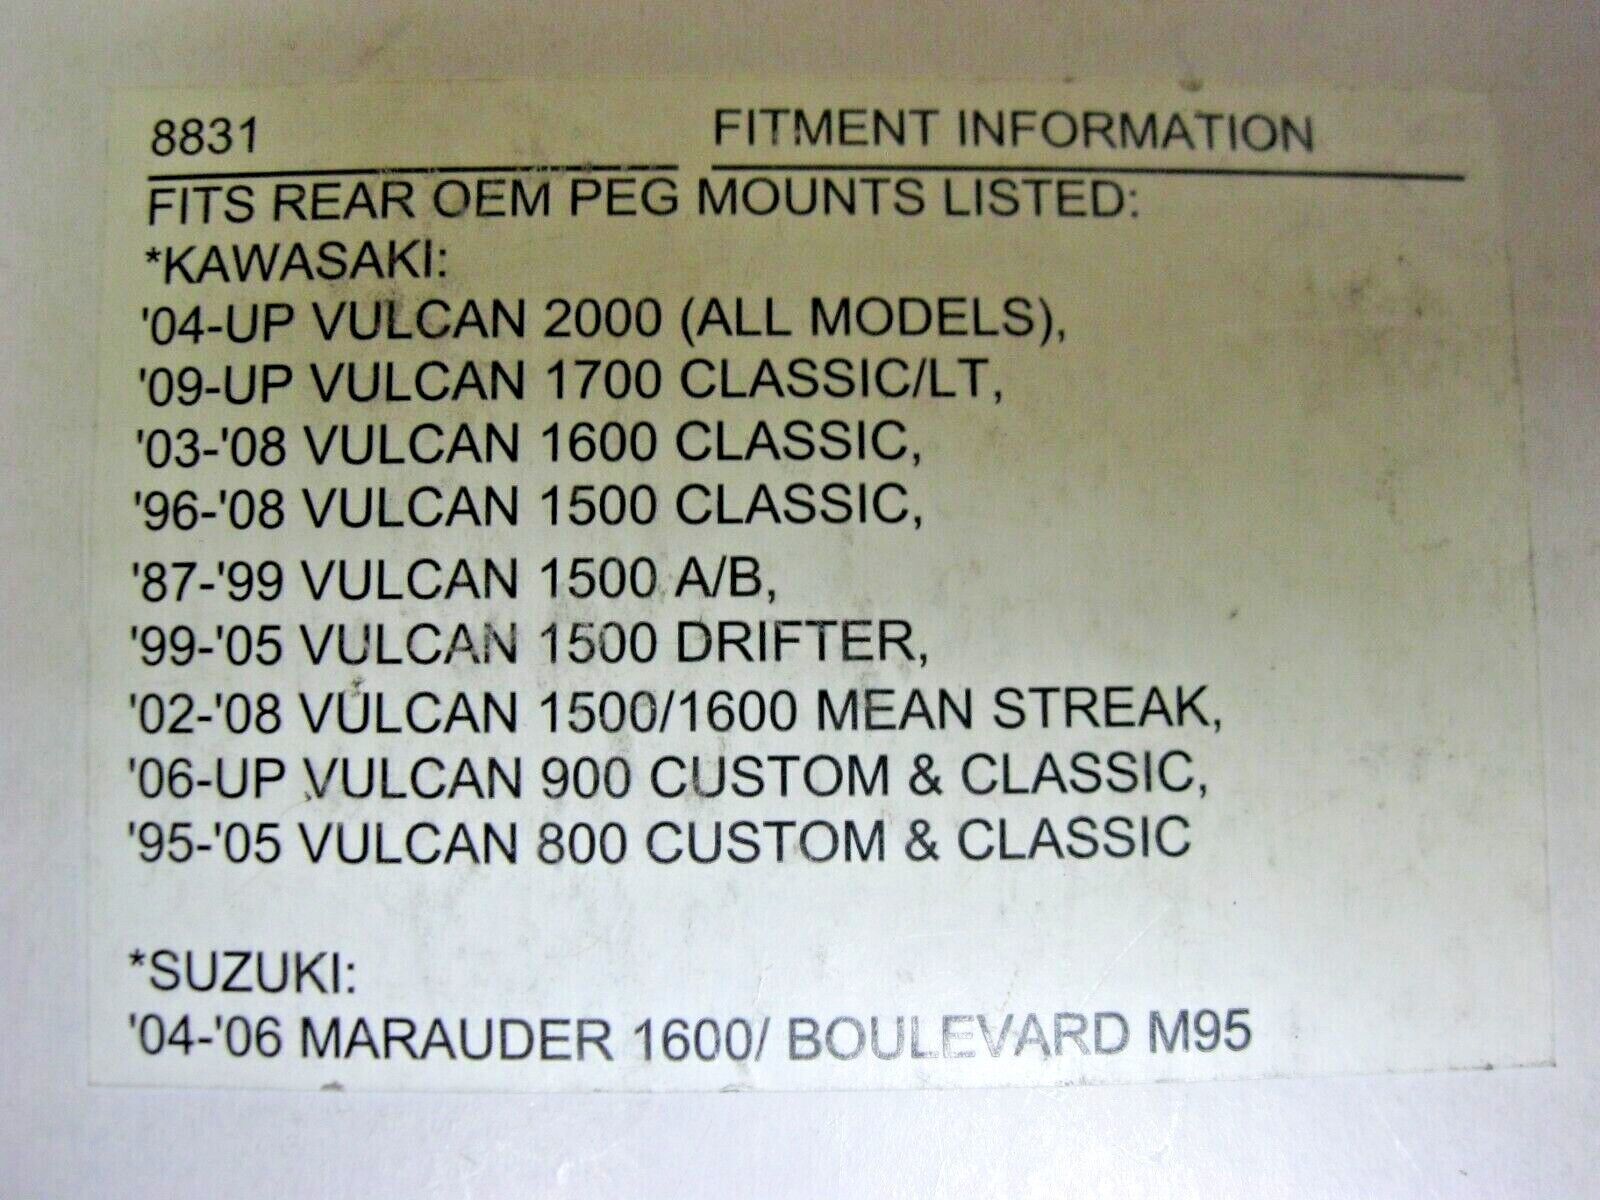 8831 FITMENT INFORMATION
FITS REAR OEM PEG MOUNTS LISTED:
*KAWASAKI:
'04-UP VULCAN 2000 (ALL MODELS),
'09-UP VULCAN 1700 CLASSIC/LT,
'03-'08 VULCAN 1600 CLASSIC,
'96-'08 VULCAN 1500 CLASSIC,
'87-'99 VULCAN 1500 A/B,
'99-'05 VULCAN 1500 DRIFTER,
'02-'08 VULCAN 1500/1600 MEAN STREAK,
'06-UP VULCAN 900 CUSTOM & CLASSIC,
'95-'05 VULCAN 800 CUSTOM & CLASSIC
*SUZUKI:
'04-'06 MARAUDER 1600/ BOULEVARD M95